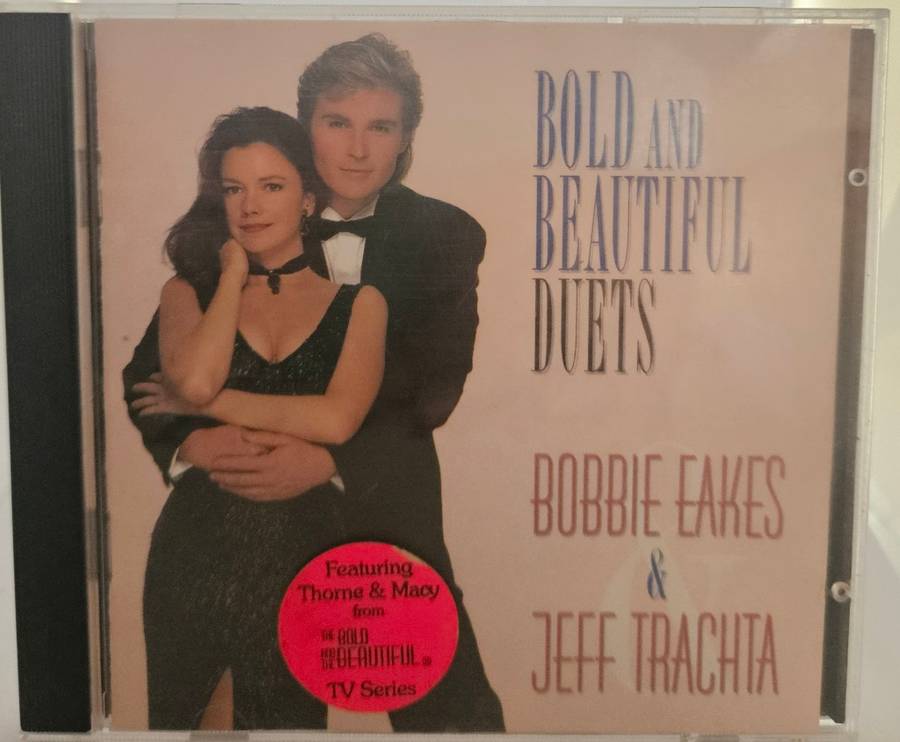 BOLD AND
BEAUTIFUL
DUETS
BOBBIE EAKES
&
JEFF TRACHTA
Featuring
Thorne & Macy
from
THE BOLD
AND THE BEAUTIFUL ®
TV Series